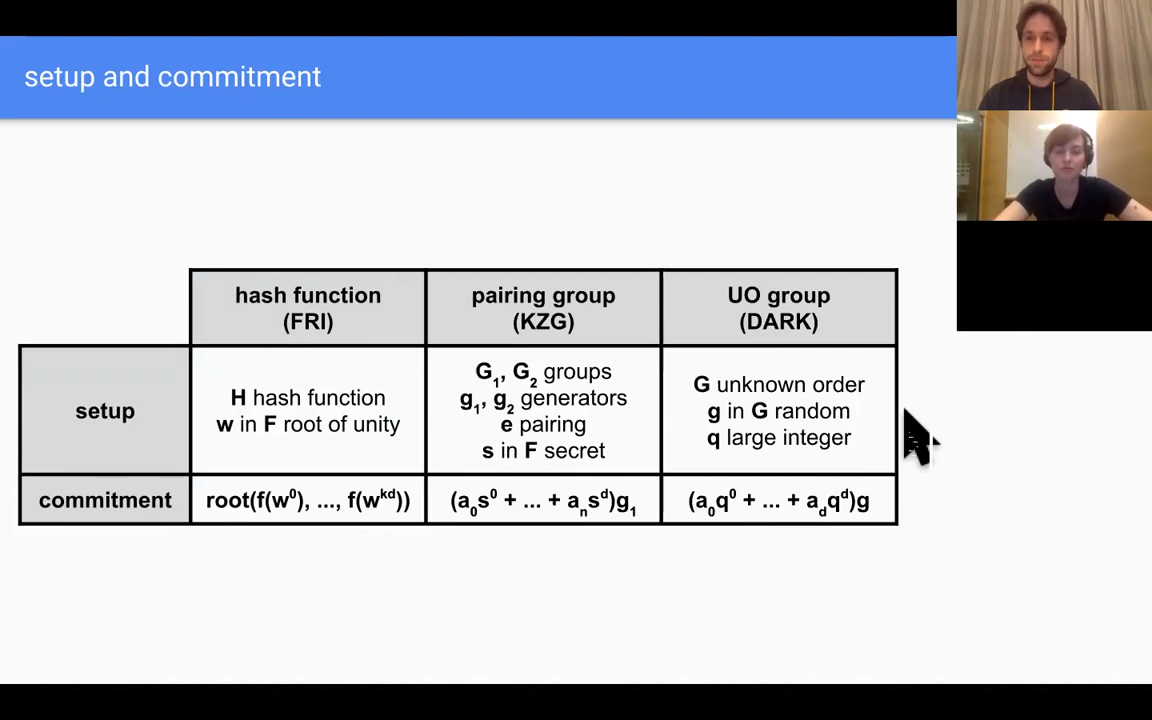 setup and commitment
hash function
(FRI)
pairing group
(KZG)
UO group
(DARK)
setup
H hash function
w in F root of unity
G₁, G₂ groups
g₁, g₂ generators
e pairing
s in F secret
G unknown order
g in G random
q large integer
commitment
root(f(w⁰), ..., f(wᵏᵈ))
(a₀s⁰ + ... + aₙsᵈ)g₁
(a₀q⁰ + ... + a_dqᵈ)g